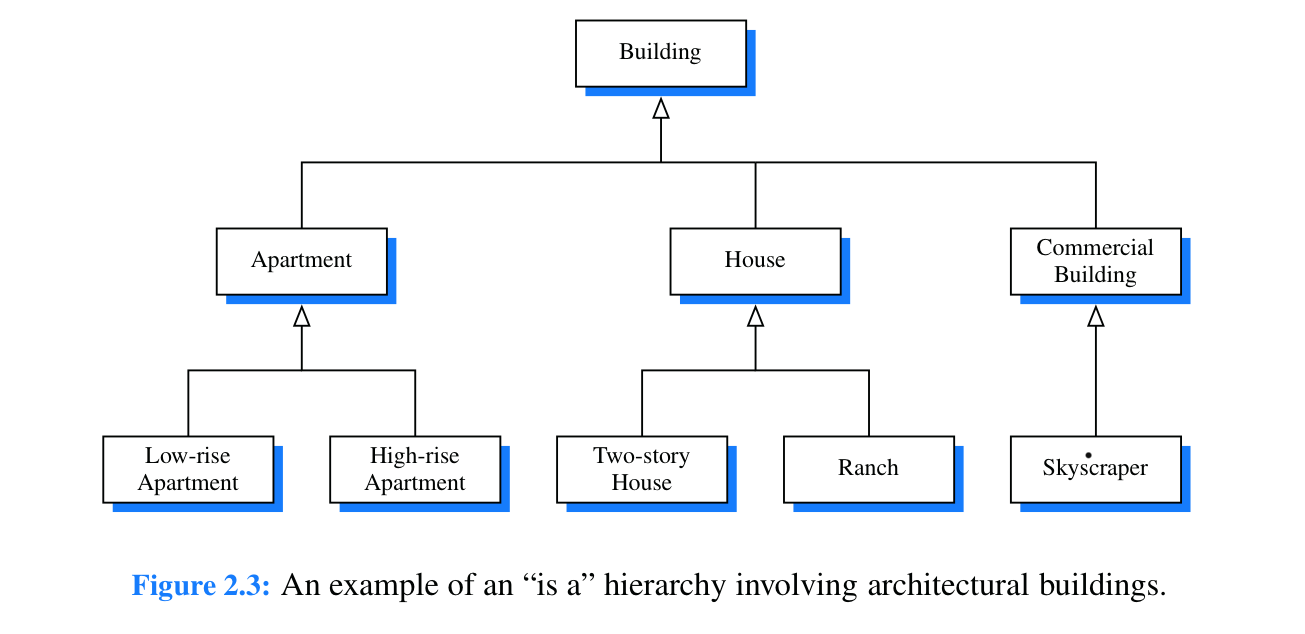 Building
Apartment
House
Commercial
Building
Low-rise
Apartment
High-rise
Apartment
Two-story
House
Ranch
Skyscraper
Figure 2.3: An example of an “is a” hierarchy involving architectural buildings.